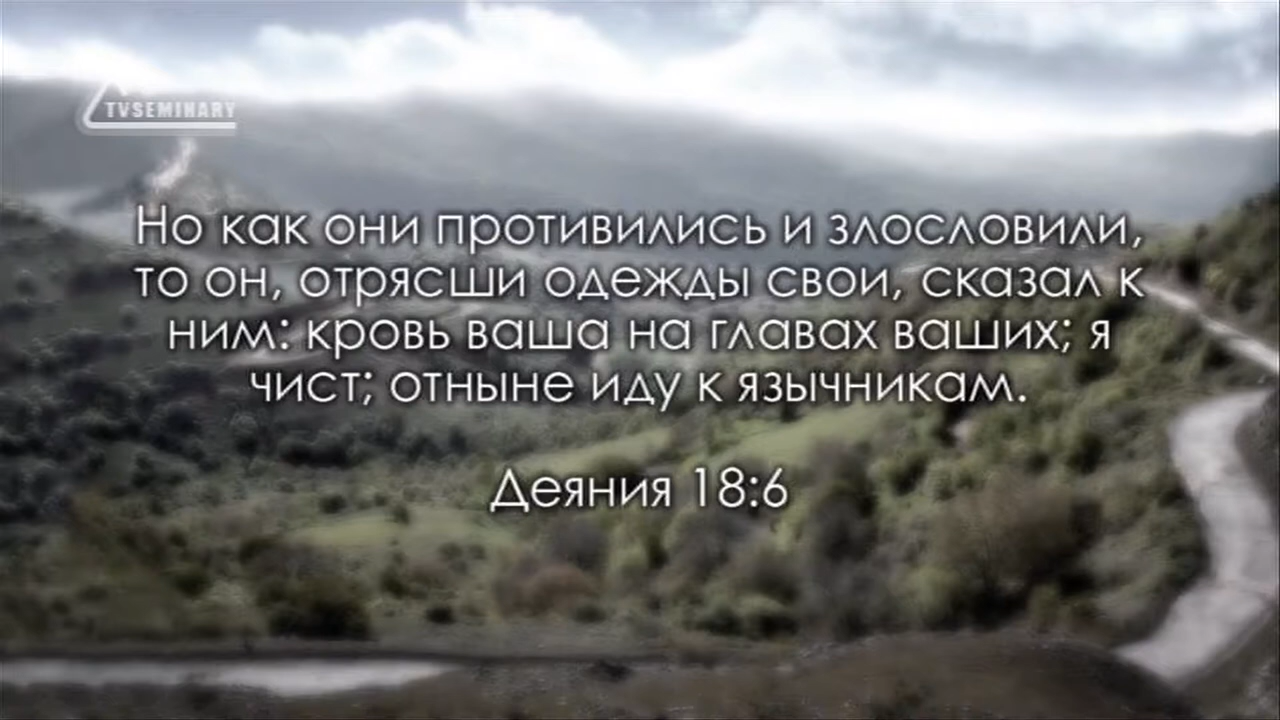 TVSEMINARY
Но как они противились и злословили,
то он, отрясши одежды свои, сказал к
ним: кровь ваша на главах ваших; я
чист; отныне иду к язычникам.
Деяния 18:6